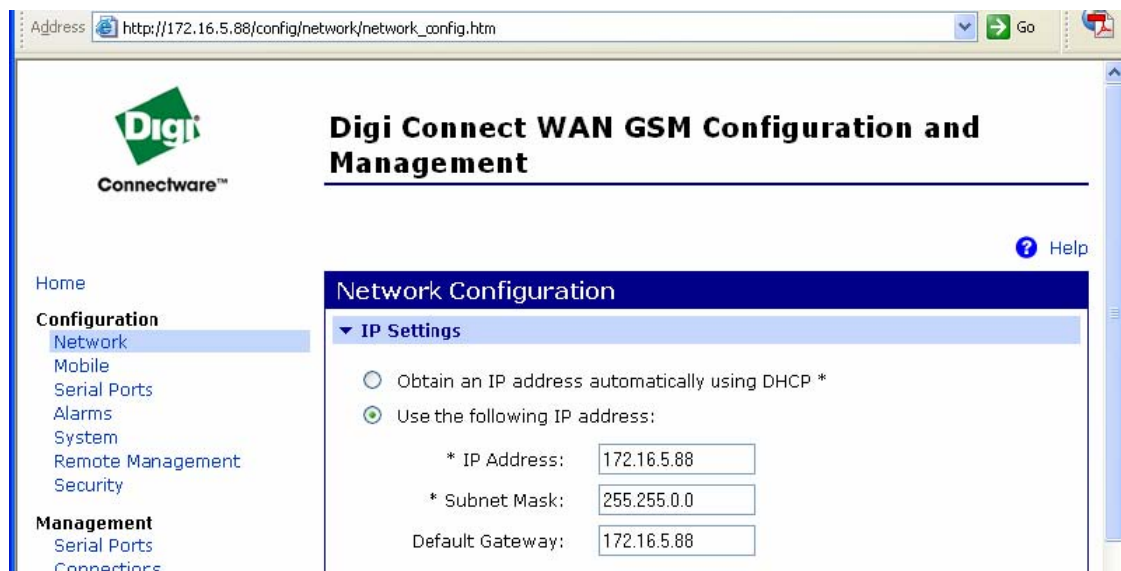 Address http://172.16.5.88/config/network/network_config.htm Go
Digi
Connectware™
Digi Connect WAN GSM Configuration and
Management
Help
Home
Configuration
Network
Mobile
Serial Ports
Alarms
System
Remote Management
Security
Management
Serial Ports
Connections
Network Configuration
IP Settings
Obtain an IP address automatically using DHCP *
Use the following IP address:
* IP Address: 172.16.5.88
* Subnet Mask: 255.255.0.0
Default Gateway: 172.16.5.88